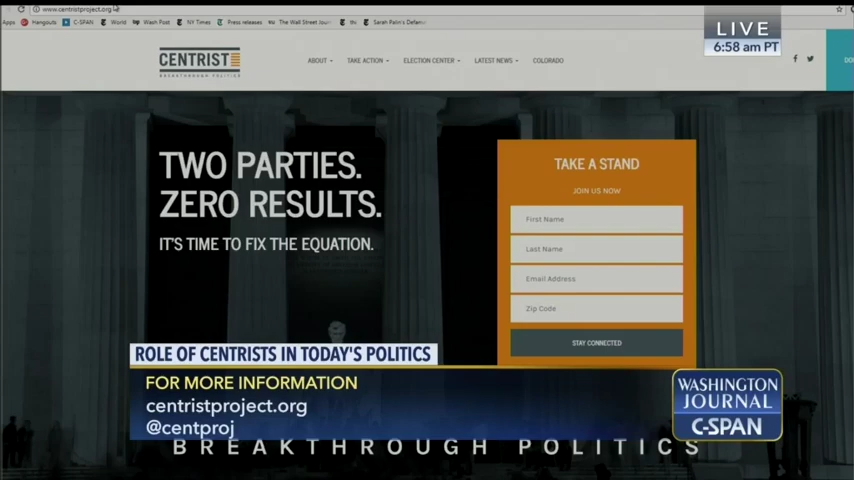 www.centristproject.org
Apps Hangouts C-SPAN World Wash Post NY Times Press releases The Wall Street Jour the Sarah Palin's Defama
LIVE
6:58 am PT
CENTRIST
BREAKTHROUGH POLITICS
ABOUT TAKE ACTION ELECTION CENTER LATEST NEWS COLORADO
DO
TWO PARTIES.
ZERO RESULTS.
IT'S TIME TO FIX THE EQUATION.
TAKE A STAND
JOIN US NOW
First Name
Last Name
Email Address
Zip Code
STAY CONNECTED
ROLE OF CENTRISTS IN TODAY'S POLITICS
FOR MORE INFORMATION
centristproject.org
@centproj
WASHINGTON
JOURNAL
C-SPAN
BREAKTHROUGH POLITICS